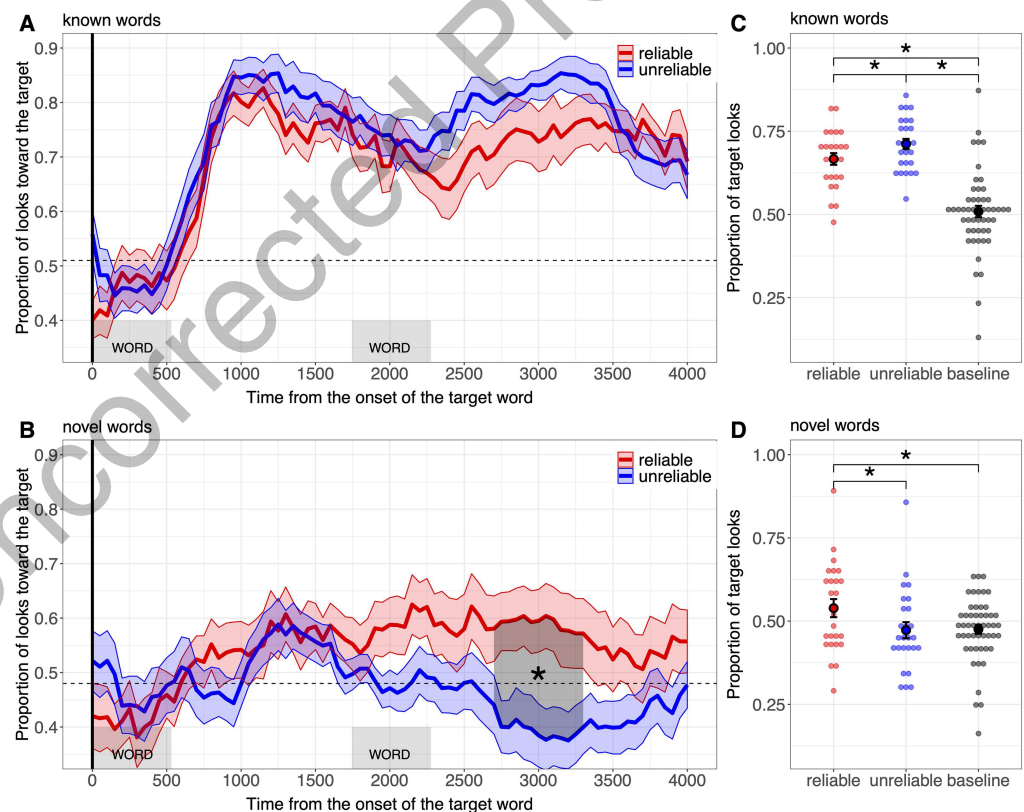 A
known words
Proportion of looks toward the target
0.9
0.8
0.7
0.6
0.5
0.4
reliable
unreliable
WORD
WORD
0
500
1000
1500
2000
2500
3000
3500
4000
Time from the onset of the target word
C
known words
Proportion of target looks
1.00
0.75
0.50
0.25
*
* *
reliable unreliable baseline
B
novel words
Proportion of looks toward the target
0.9
0.8
0.7
0.6
0.5
0.4
reliable
unreliable
*
WORD
WORD
0
500
1000
1500
2000
2500
3000
3500
4000
Time from the onset of the target word
D
novel words
Proportion of target looks
1.00
0.75
0.50
0.25
*
*
reliable unreliable baseline
ncorrected Pr